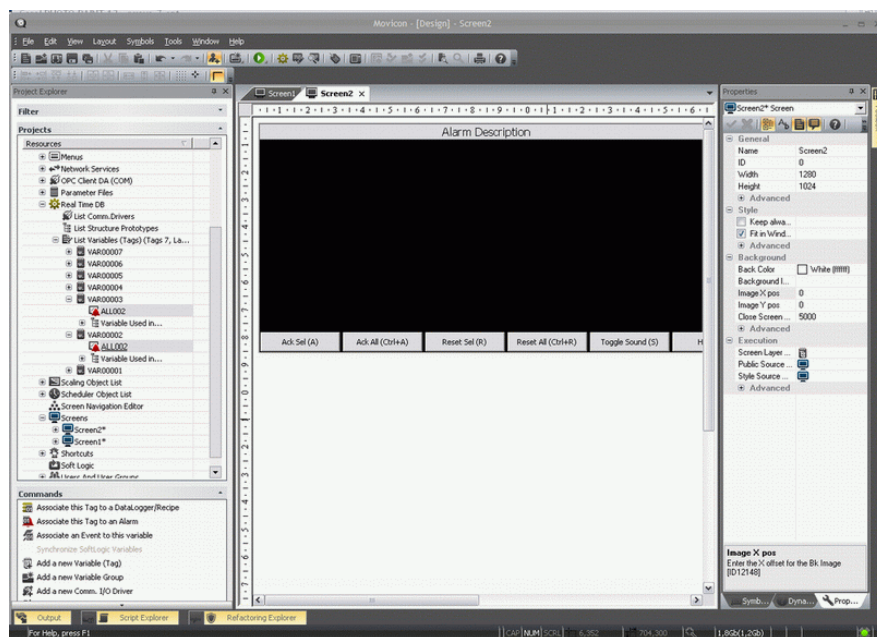 Movicon - [Design] - Screen2
File Edit View Layout Symbols Tools Window Help
Project Explorer
Filter
Projects
Resources
Menus
Network Services
OPC Client DA (COM)
Parameter Files
Real Time DB
List Comm.Drivers
List Structure Prototypes
List Variables (Tags) (Tags 7, La...
VAR00007
VAR00006
VAR00005
VAR00004
VAR00003
ALL002
Variable Used in...
VAR00002
ALL002
Variable Used in...
VAR00001
Scaling Object List
Scheduler Object List
Screen Navigation Editor
Screens
Screen2*
Screen1*
Shortcuts
Soft Logic
Users And User Groups
Commands
Associate this Tag to a DataLogger/Recipe
Associate this Tag to an Alarm
Associate an Event to this variable
Synchronize SoftLogic Variables
Add a new Variable (Tag)
Add a new Variable Group
Add a new Comm. I/O Driver
Screen1 Screen2 ×
Alarm Description
Ack Sel (A) Ack All (Ctrl+A) Reset Sel (R) Reset All (Ctrl+R) Toggle Sound (S) H
Properties
Screen2* Screen
General
Name Screen2
ID 0
Width 1280
Height 1024
Advanced
Style
Keep alwa...
Fit in Wind...
Advanced
Background
Back Color White (ffffff)
Background I...
Image X pos 0
Image Y pos 0
Close Screen ... 5000
Advanced
Execution
Screen Layer ...
Public Source ...
Style Source ...
Advanced
Image X pos
Enter the X offset for the Bk Image
[ID12148]
Symb... Dyna... Prop...
Output Script Explorer Refactoring Explorer
For Help, press F1 CAP NUM SCRL 6,352 704,300 1,8Gb(1,2Gb)